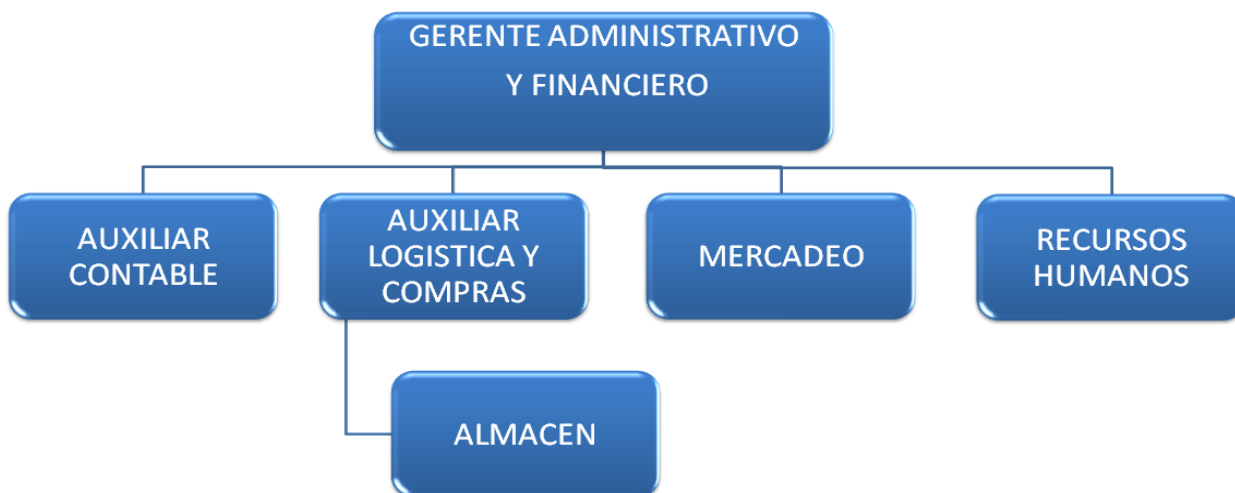 GERENTE ADMINISTRATIVO
Y FINANCIERO
AUXILIAR
CONTABLE
AUXILIAR
LOGISTICA Y
COMPRAS
MERCADEO
RECURSOS
HUMANOS
ALMACEN